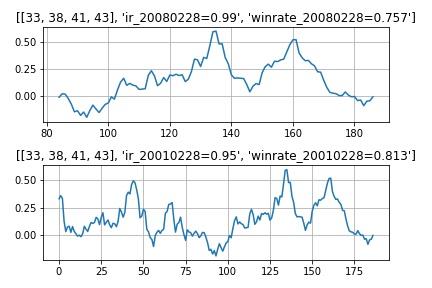 [[33, 38, 41, 43], 'ir_20080228=0.99', 'winrate_20080228=0.757']
0.50
0.25
0.00
80 100 120 140 160 180
[[33, 38, 41, 43], 'ir_20010228=0.95', 'winrate_20010228=0.813']
0.50
0.25
0.00
0 25 50 75 100 125 150 175